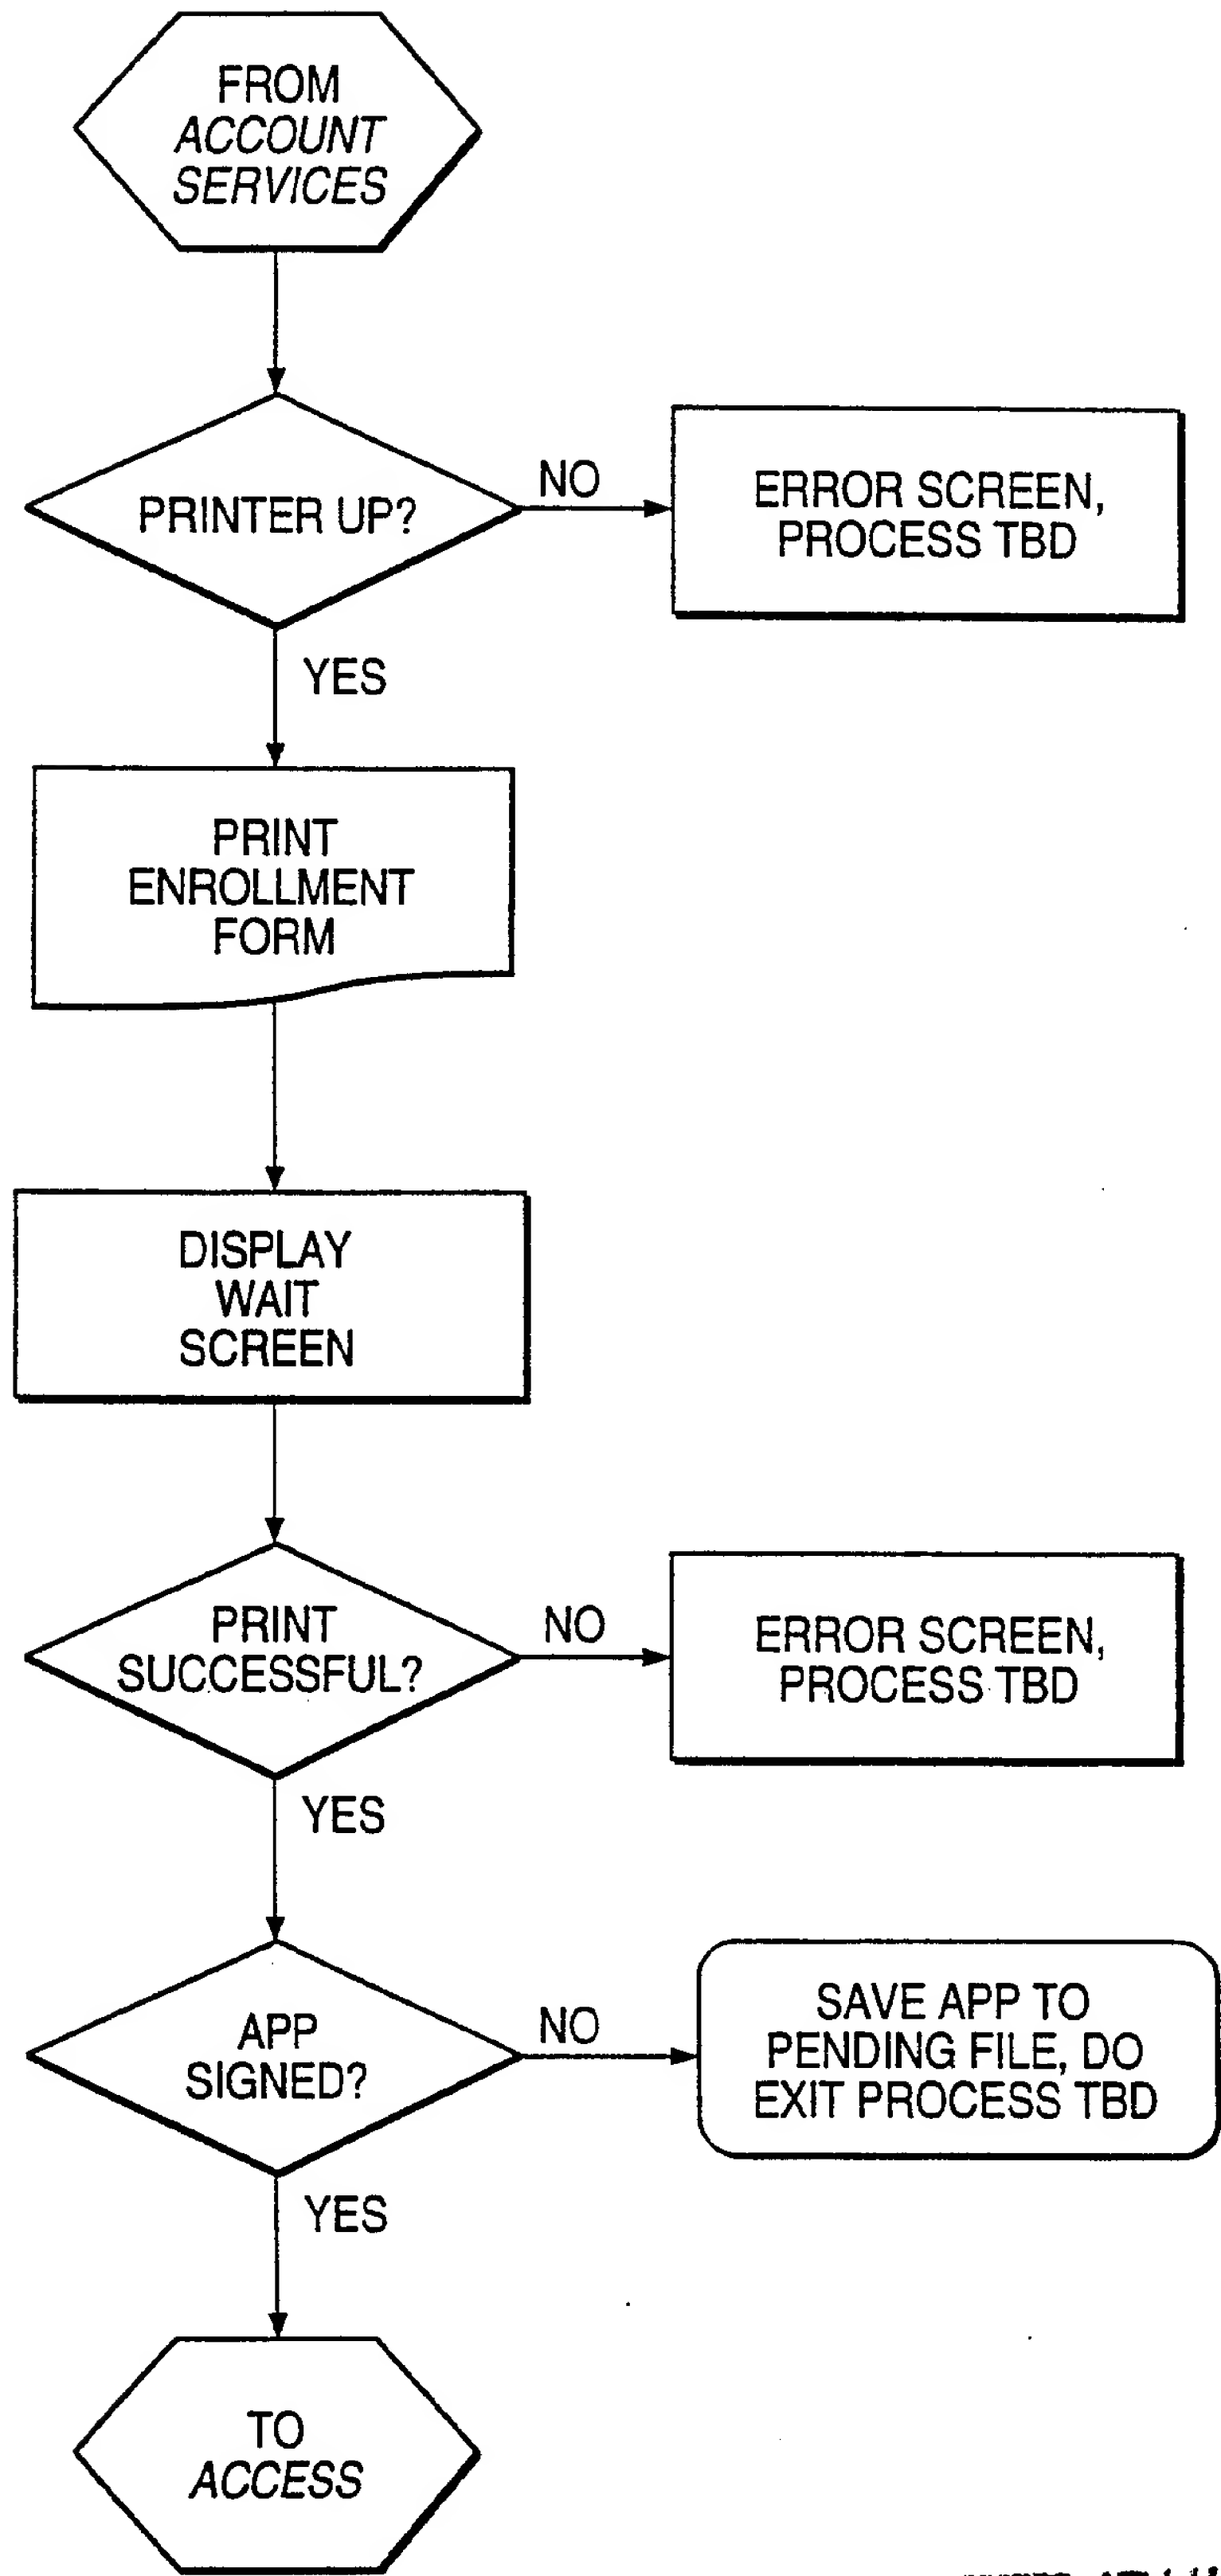 FROM
ACCOUNT
SERVICES
PRINTER UP?
NO
ERROR SCREEN,
PROCESS TBD
YES
PRINT
ENROLLMENT
FORM
DISPLAY
WAIT
SCREEN
PRINT
SUCCESSFUL?
NO
ERROR SCREEN,
PROCESS TBD
YES
APP
SIGNED?
NO
SAVE APP TO
PENDING FILE, DO
EXIT PROCESS TBD
YES
TO
ACCESS